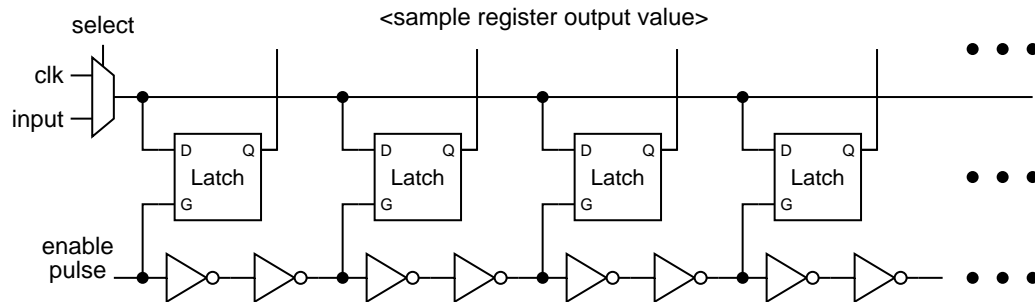 <sample register output value>
select
clk
input
D Q D Q D Q D Q
Latch Latch Latch Latch
G G G G
enable
pulse